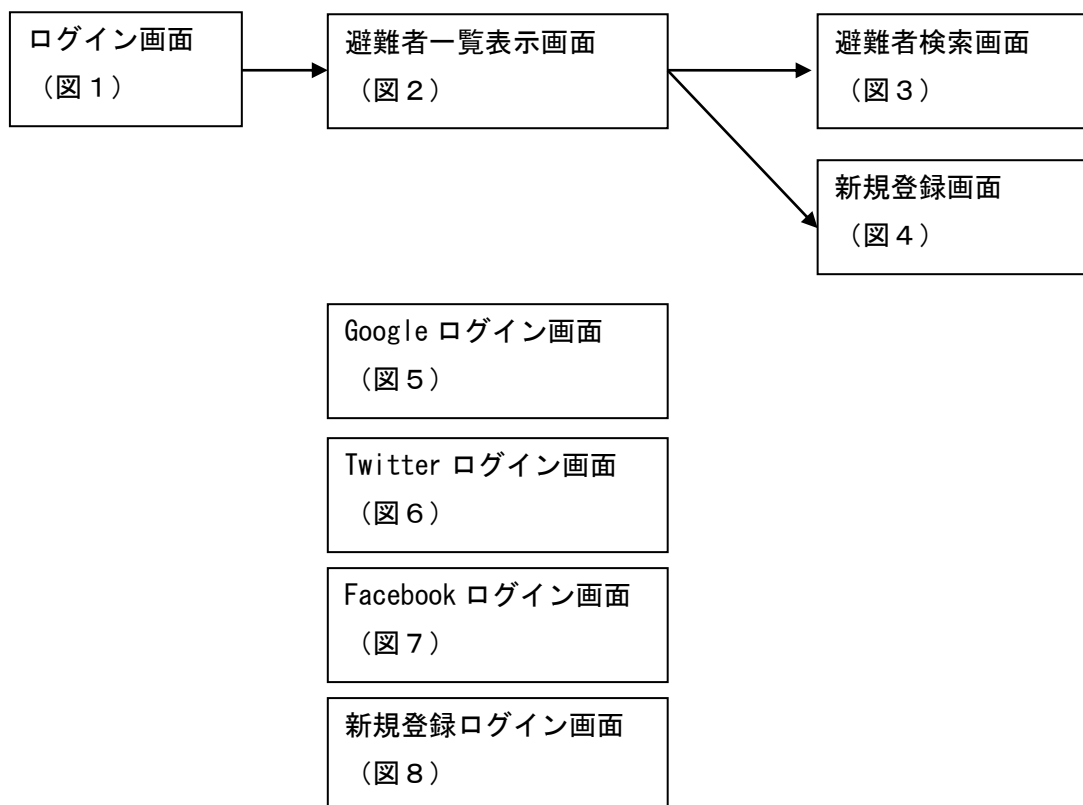 ログイン画面
（図１）
避難者一覧表示画面
（図２）
避難者検索画面
（図３）
新規登録画面
（図４）
Google ログイン画面
（図５）
Twitter ログイン画面
（図６）
Facebook ログイン画面
（図７）
新規登録ログイン画面
（図８）